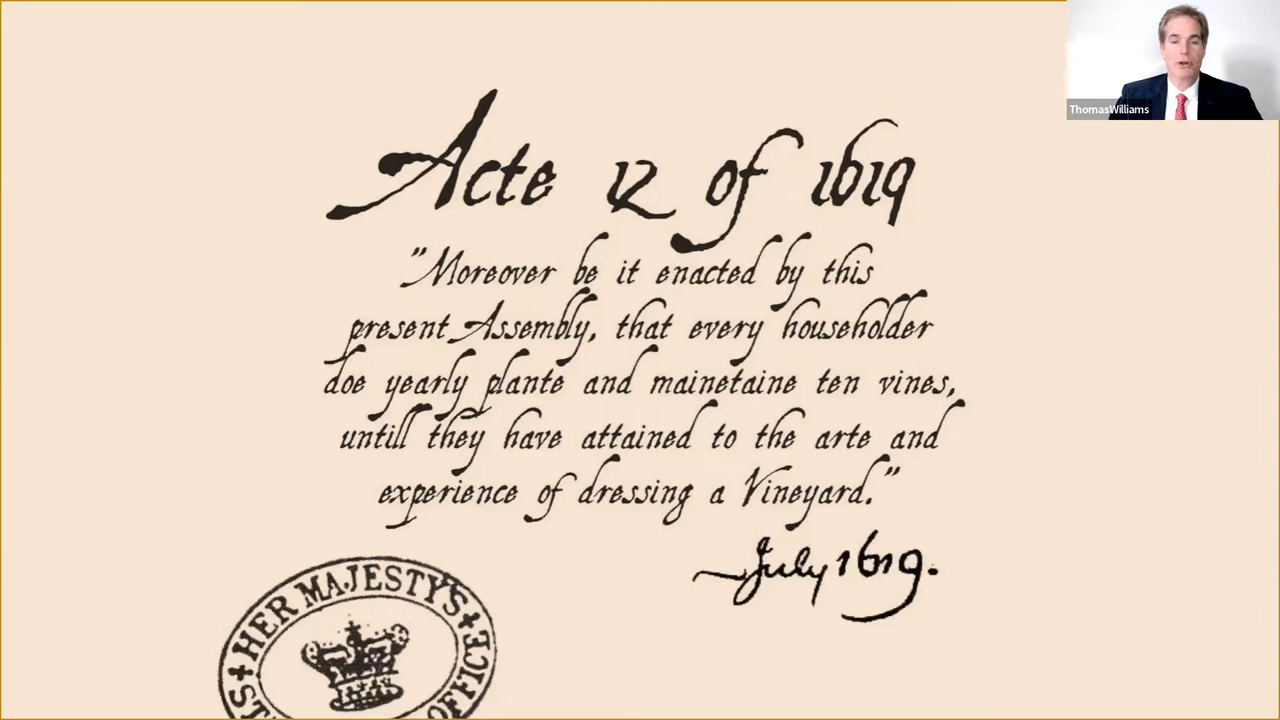 ThomasWilliams
Acte 12 of 1619
"Moreover be it enacted by this
present Assembly, that every householder
doe yearly plante and mainetaine ten vines,
untill they have attained to the arte and
experience of dressing a Vineyard."
July 1619.
HER MAJESTY'S
OFFICE